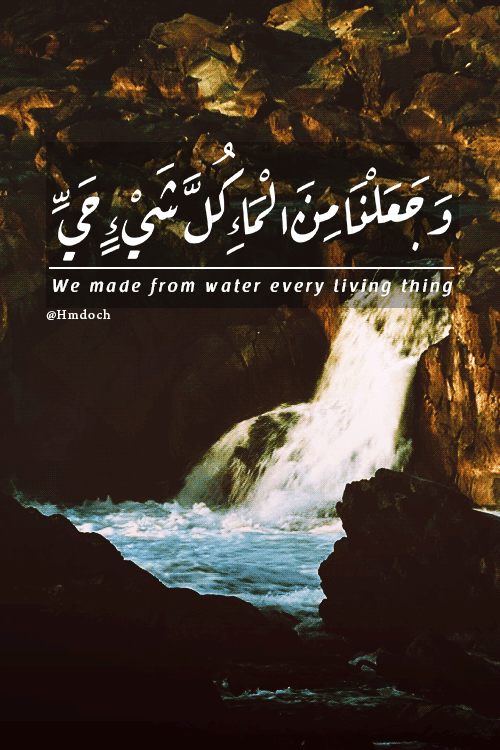 وَجَعَلْنَا مِنَ الْمَاءِ كُلَّ شَيْءٍ حَيٍّ
We made from water every living thing
@Hmdoch